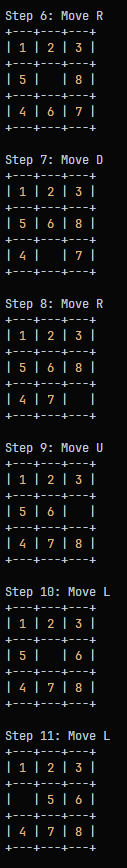 Step 6: Move R
+---+---+---+
| 1 | 2 | 3 |
+---+---+---+
| 5 |   | 8 |
+---+---+---+
| 4 | 6 | 7 |
+---+---+---+
Step 7: Move D
+---+---+---+
| 1 | 2 | 3 |
+---+---+---+
| 5 | 6 | 8 |
+---+---+---+
| 4 |   | 7 |
+---+---+---+
Step 8: Move R
+---+---+---+
| 1 | 2 | 3 |
+---+---+---+
| 5 | 6 | 8 |
+---+---+---+
| 4 | 7 |   |
+---+---+---+
Step 9: Move U
+---+---+---+
| 1 | 2 | 3 |
+---+---+---+
| 5 | 6 |   |
+---+---+---+
| 4 | 7 | 8 |
+---+---+---+
Step 10: Move L
+---+---+---+
| 1 | 2 | 3 |
+---+---+---+
| 5 |   | 6 |
+---+---+---+
| 4 | 7 | 8 |
+---+---+---+
Step 11: Move L
+---+---+---+
| 1 | 2 | 3 |
+---+---+---+
|   | 5 | 6 |
+---+---+---+
| 4 | 7 | 8 |
+---+---+---+